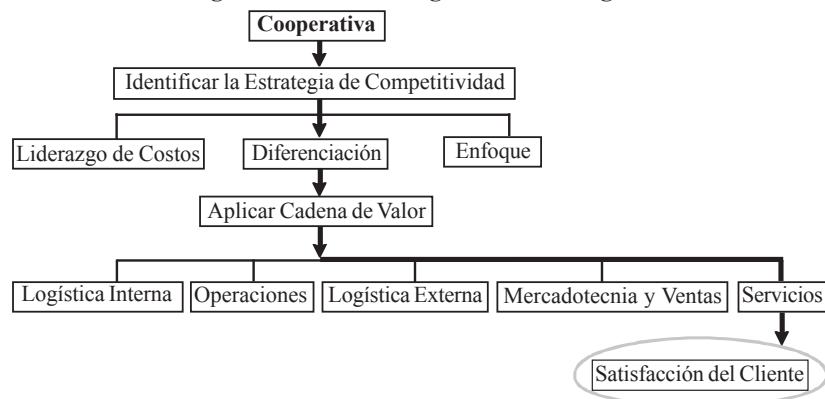 Cooperativa
Identificar la Estrategia de Competitividad
Liderazgo de Costos
Diferenciación
Enfoque
Aplicar Cadena de Valor
Logística Interna
Operaciones
Logística Externa
Mercadotecnia y Ventas
Servicios
Satisfacción del Cliente